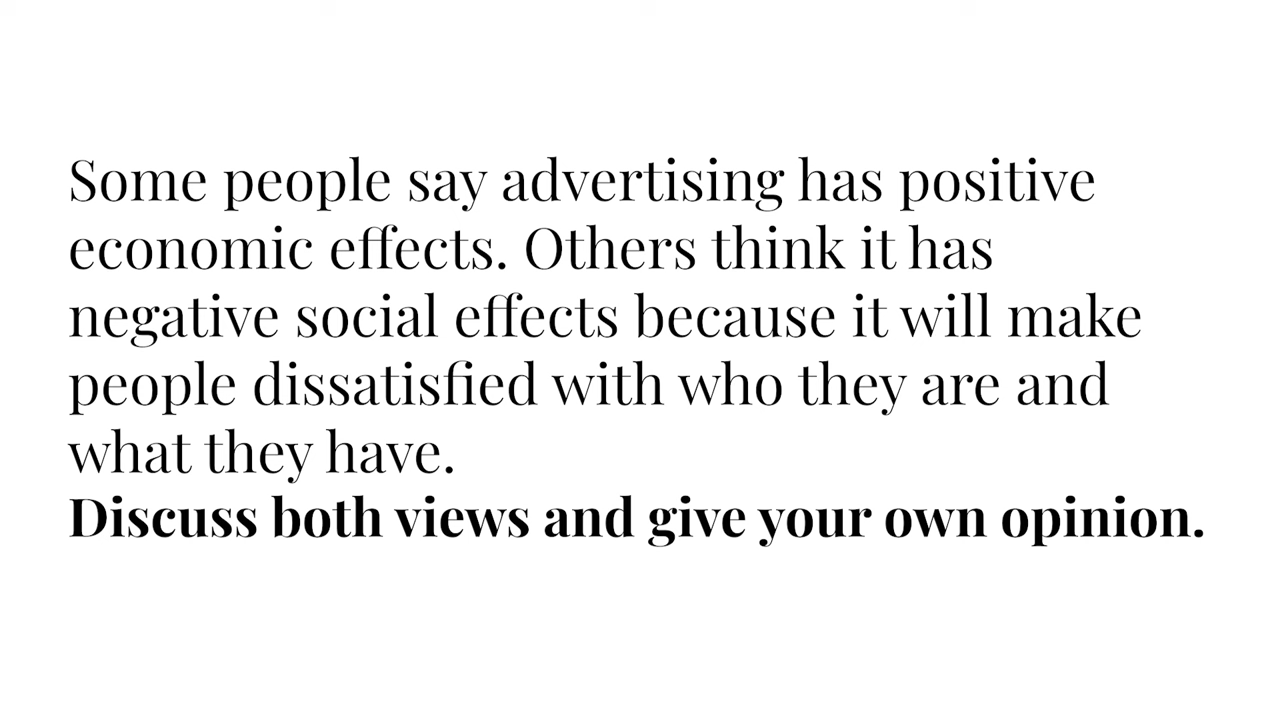 Some people say advertising has positive
economic effects. Others think it has
negative social effects because it will make
people dissatisfied with who they are and
what they have.
Discuss both views and give your own opinion.